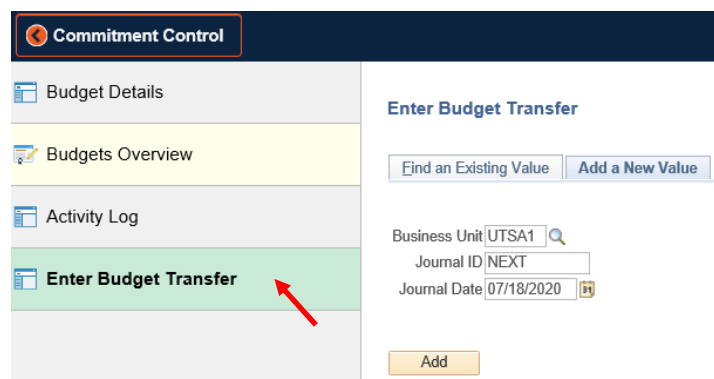 Commitment Control
Budget Details
Budgets Overview
Activity Log
Enter Budget Transfer
Enter Budget Transfer
Find an Existing Value Add a New Value
Business Unit UTSA1
Journal ID NEXT
Journal Date 07/18/2020
Add